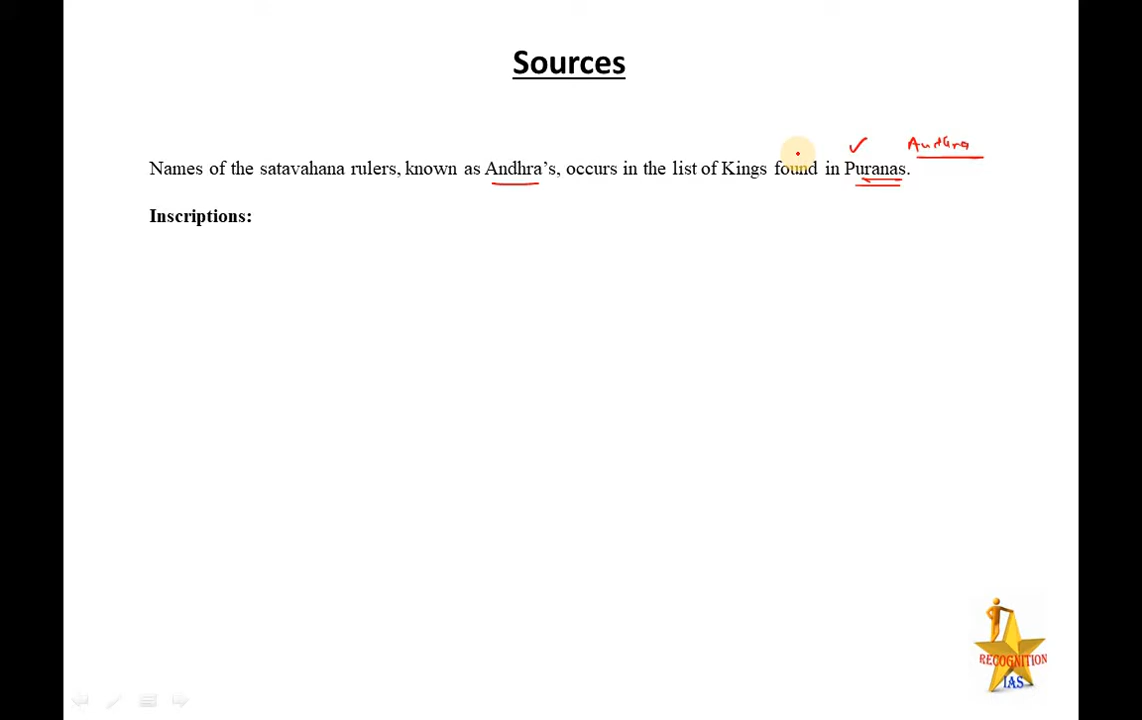 Sources
Andhra
Names of the satavahana rulers, known as Andhra's, occurs in the list of Kings found in Puranas.
Inscriptions:
RECOGNITION
IAS